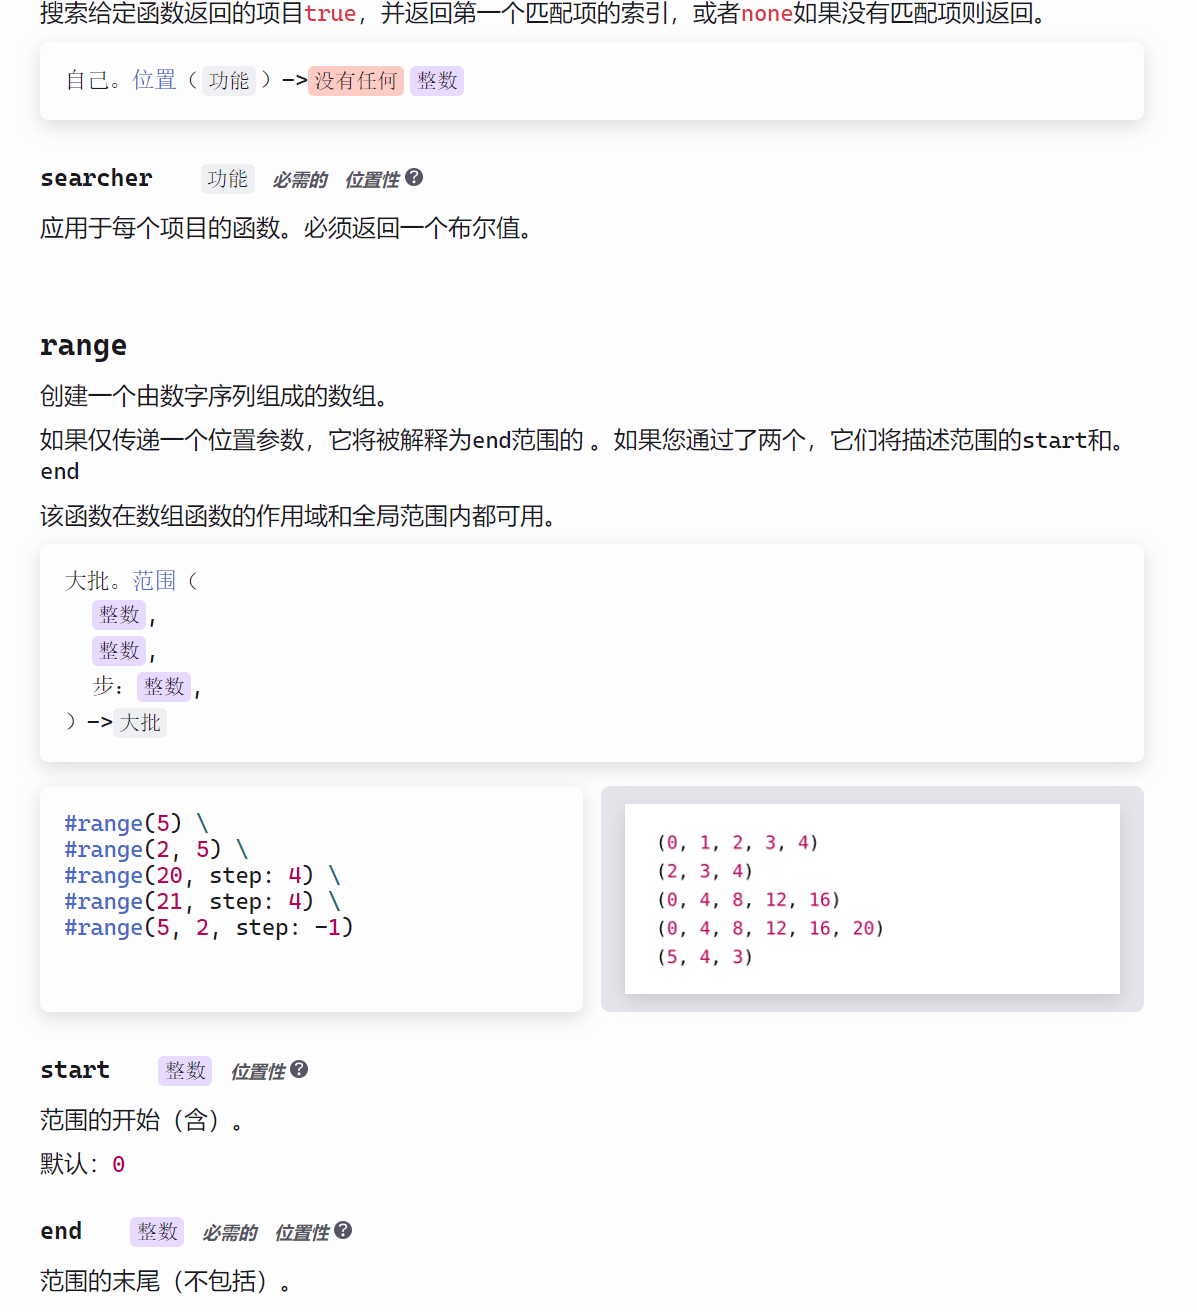 搜索给定函数返回的项目true，并返回第一个匹配项的索引，或者none如果没有匹配项则返回。
自己。位置（功能）->没有任何 整数
searcher 功能 必需的 位置性 ?
应用于每个项目的函数。必须返回一个布尔值。
range
创建一个由数字序列组成的数组。
如果仅传递一个位置参数，它将被解释为end范围的 。如果您通过了两个，它们将描述范围的start和。
end
该函数在数组函数的作用域和全局范围内都可用。
大批。范围（
整数,
整数,
步：整数,
）->大批
#range(5) \
#range(2, 5) \
#range(20, step: 4) \
#range(21, step: 4) \
#range(5, 2, step: -1)
(0, 1, 2, 3, 4)
(2, 3, 4)
(0, 4, 8, 12, 16)
(0, 4, 8, 12, 16, 20)
(5, 4, 3)
start 整数 位置性 ?
范围的开始（含）。
默认：0
end 整数 必需的 位置性 ?
范围的末尾（不包括）。